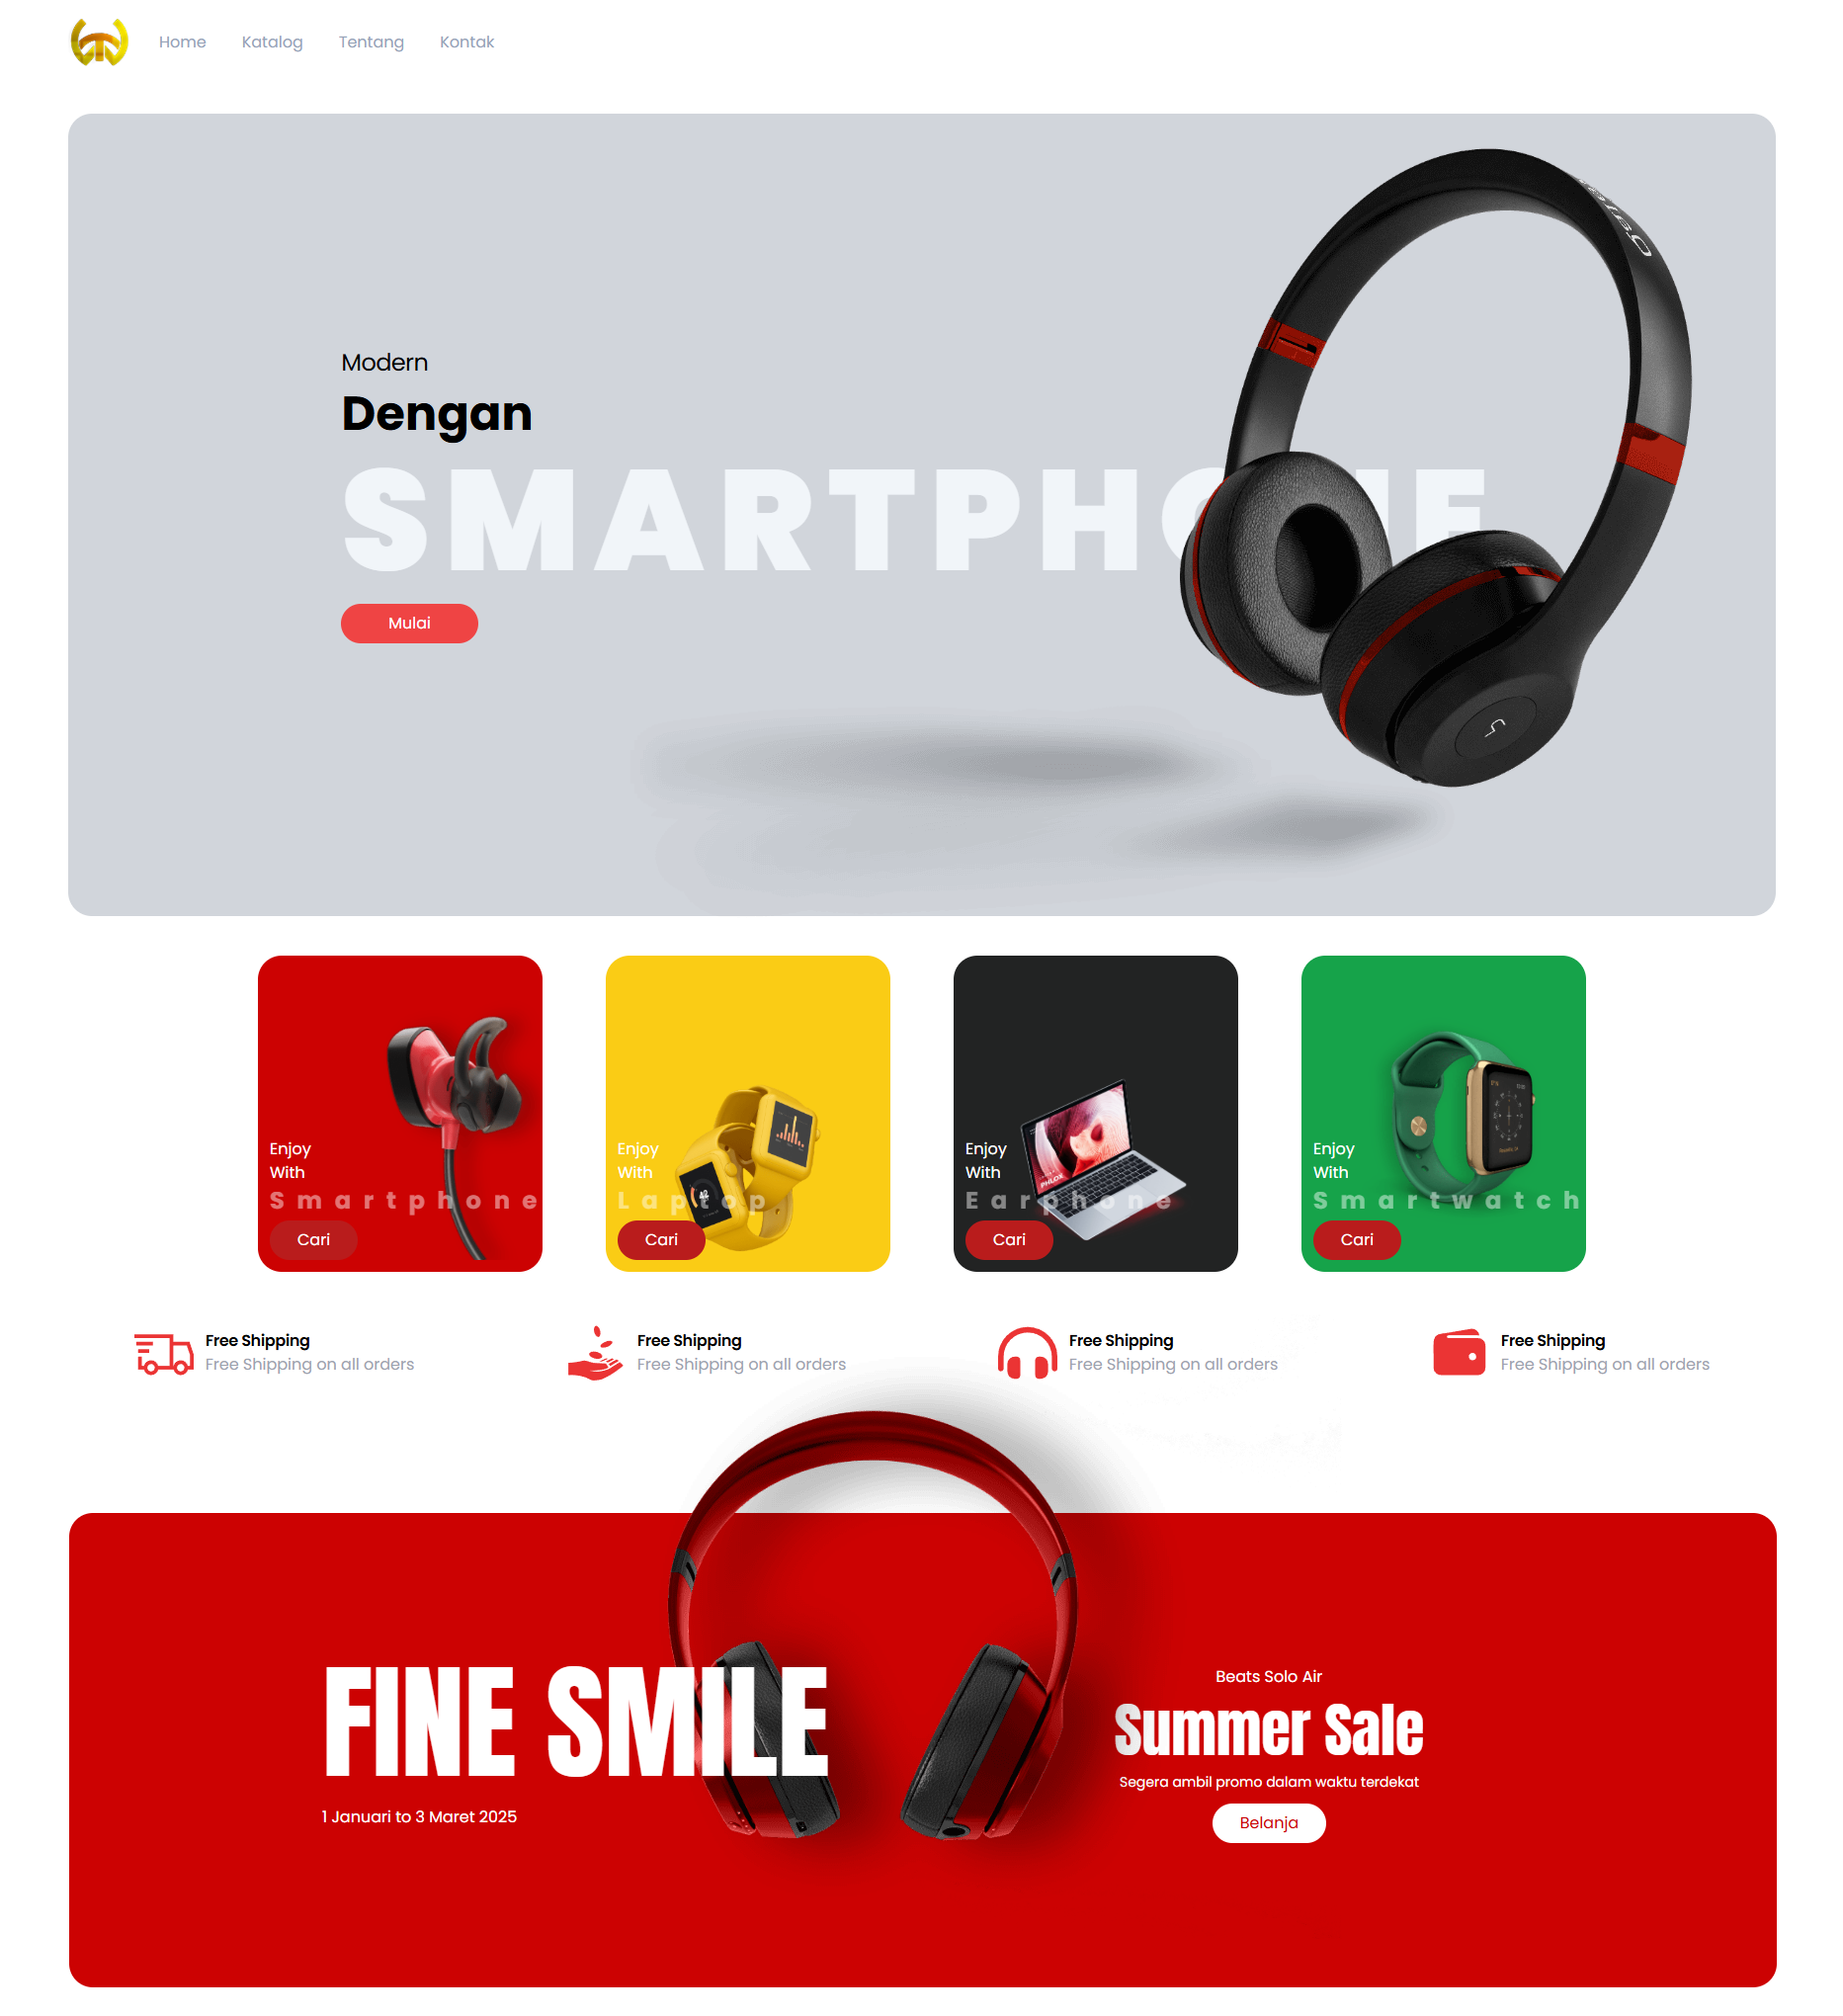 Home Katalog Tentang Kontak
Modern
Dengan
SMARTPHONE
Mulai
Enjoy
With
Smartphone
Cari
Enjoy
With
Laptop
Cari
Enjoy
With
Earphone
Cari
Enjoy
With
Smartwatch
Cari
Free Shipping
Free Shipping on all orders
Free Shipping
Free Shipping on all orders
Free Shipping
Free Shipping on all orders
Free Shipping
Free Shipping on all orders
FINE SMILE
1 Januari to 3 Maret 2025
Beats Solo Air
Summer Sale
Segera ambil promo dalam waktu terdekat
Belanja